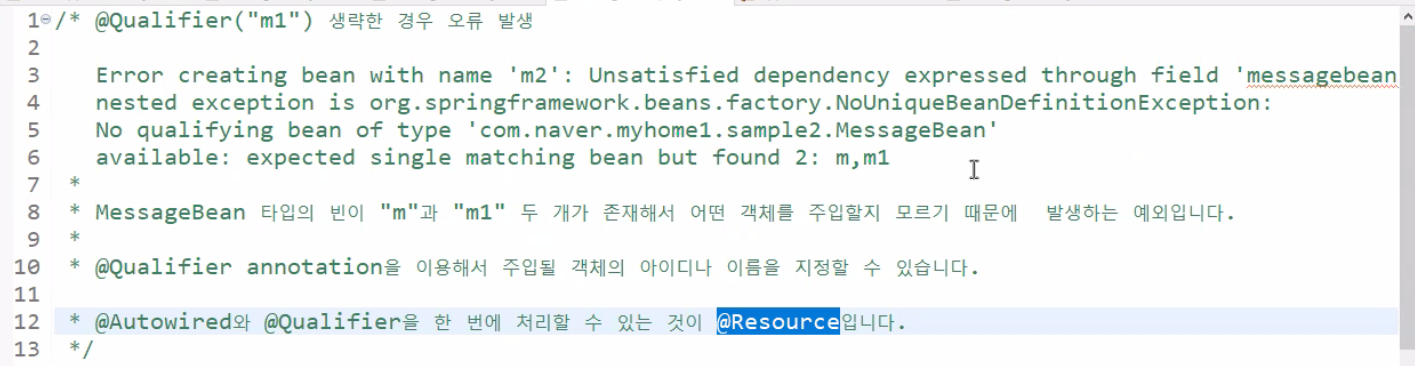 1 /* @Qualifier("m1") 생략한 경우 오류 발생
2
3 Error creating bean with name 'm2': Unsatisfied dependency expressed through field 'messagebean
4 nested exception is org.springframework.beans.factory.NoUniqueBeanDefinitionException:
5 No qualifying bean of type 'com.naver.myhome1.sample2.MessageBean'
6 available: expected single matching bean but found 2: m,m1
7 *
8 * MessageBean 타입의 빈이 "m"과 "m1" 두 개가 존재해서 어떤 객체를 주입할지 모르기 때문에 발생하는 예외입니다.
9 *
10 * @Qualifier annotation을 이용해서 주입될 객체의 아이디나 이름을 지정할 수 있습니다.
11
12 * @Autowired와 @Qualifier을 한 번에 처리할 수 있는 것이 @Resource입니다.
13 */